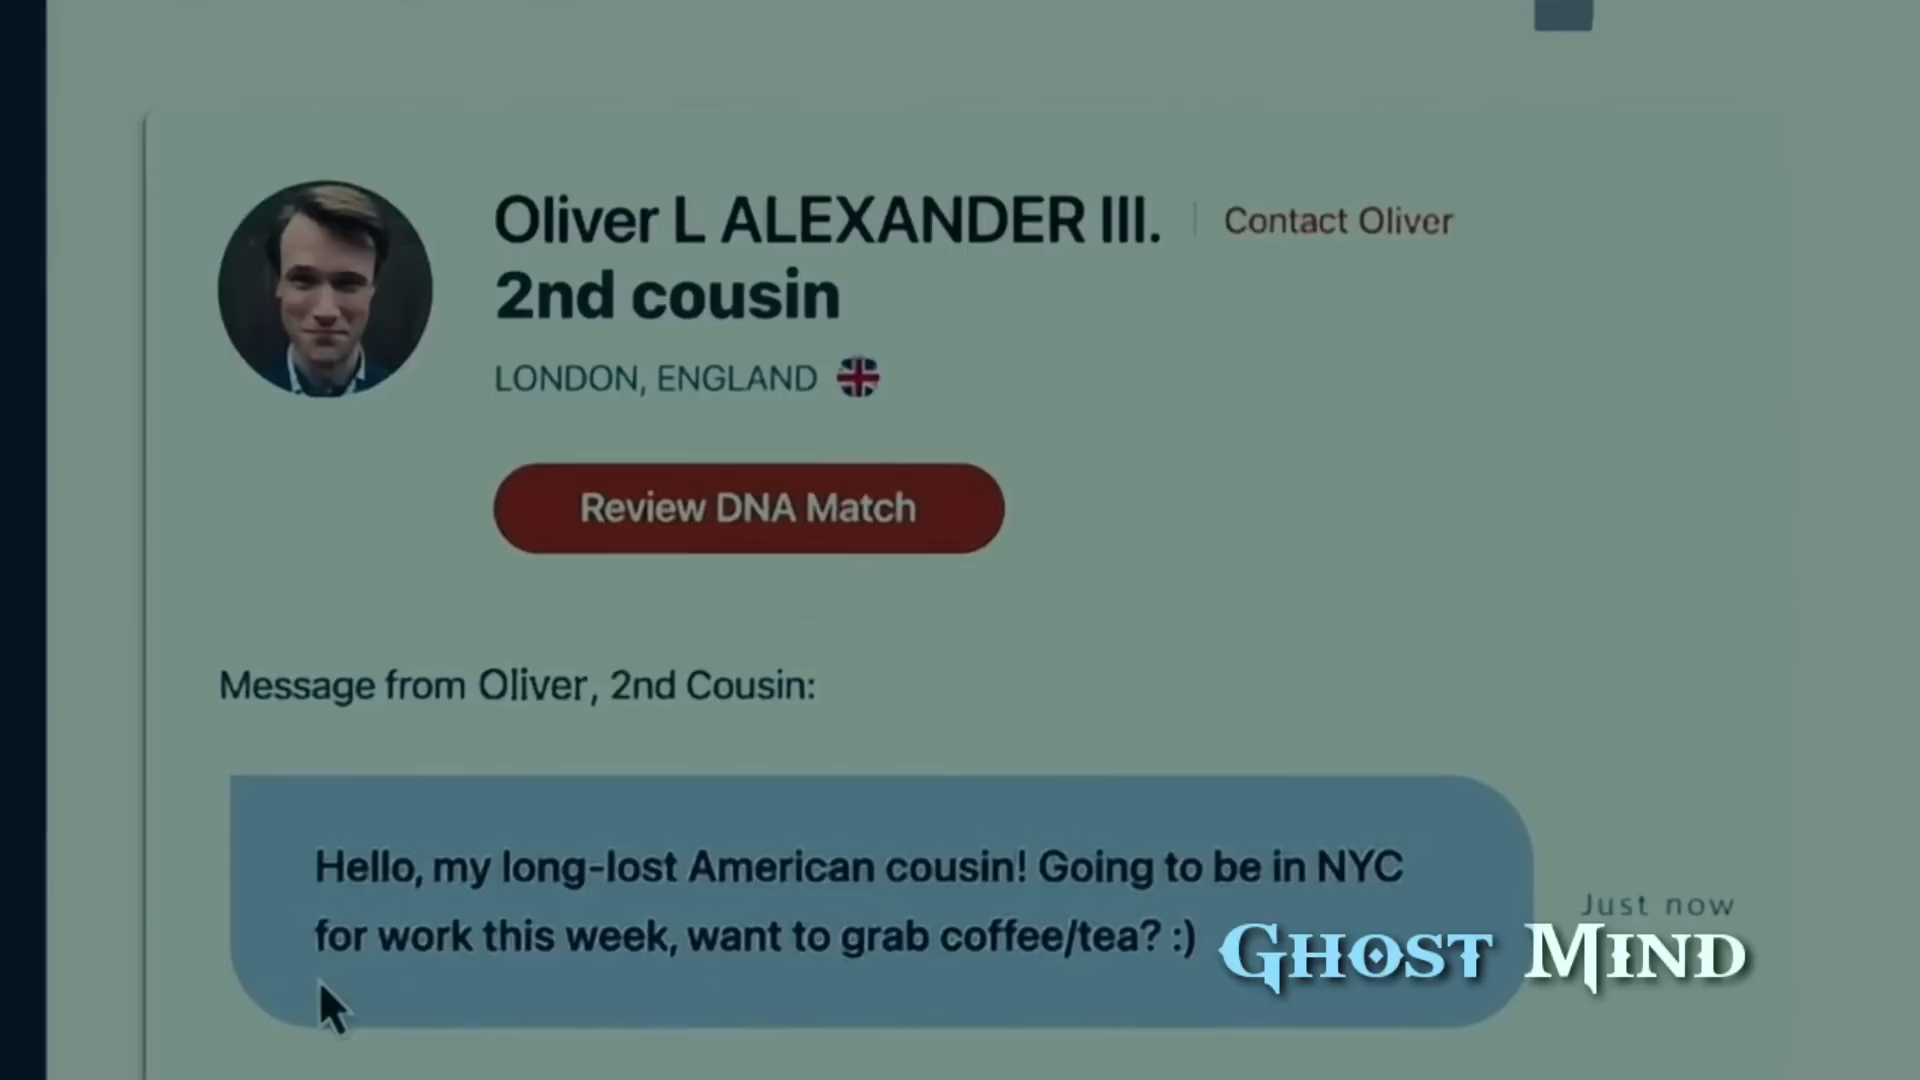 Oliver L ALEXANDER III.
Contact Oliver
2nd cousin
LONDON, ENGLAND
Review DNA Match
Message from Oliver, 2nd Cousin:
Hello, my long-lost American cousin! Going to be in NYC
for work this week, want to grab coffee/tea? :)
Just now
GHOST MIND